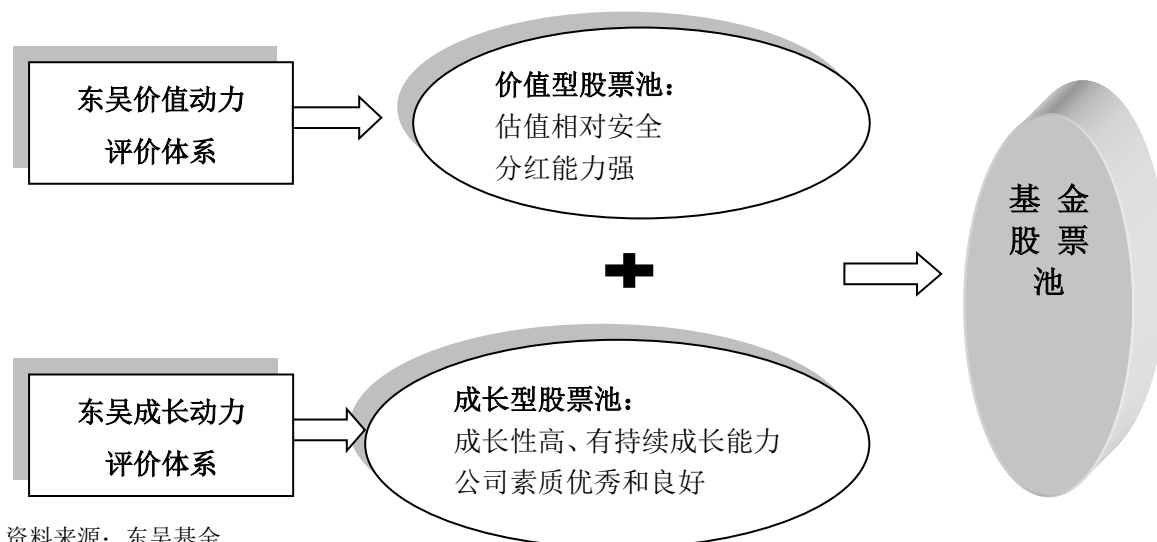 东吴价值动力
评价体系
价值型股票池：
估值相对安全
分红能力强
基 金
股 票
池
东吴成长动力
评价体系
成长型股票池：
成长性高、有持续成长能力
公司素质优秀和良好
资料来源：东吴基金